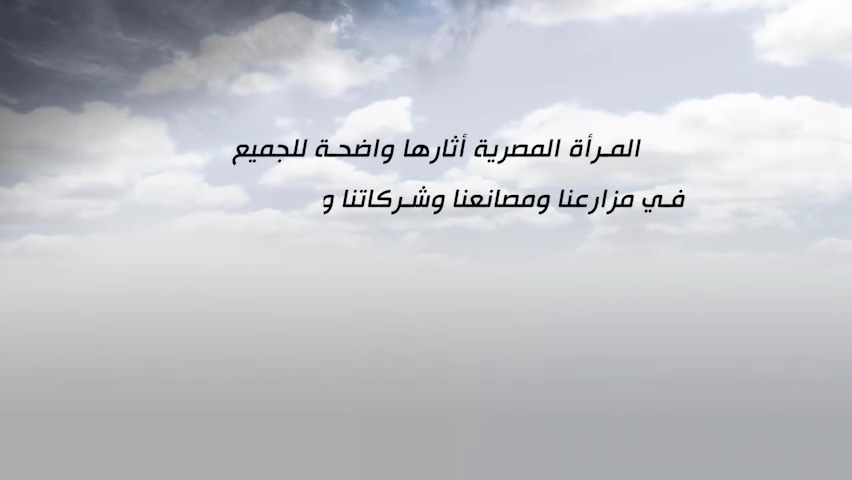 المرأة المصرية أثارها واضحة للجميع
في مزارعنا ومصانعنا وشركاتنا و